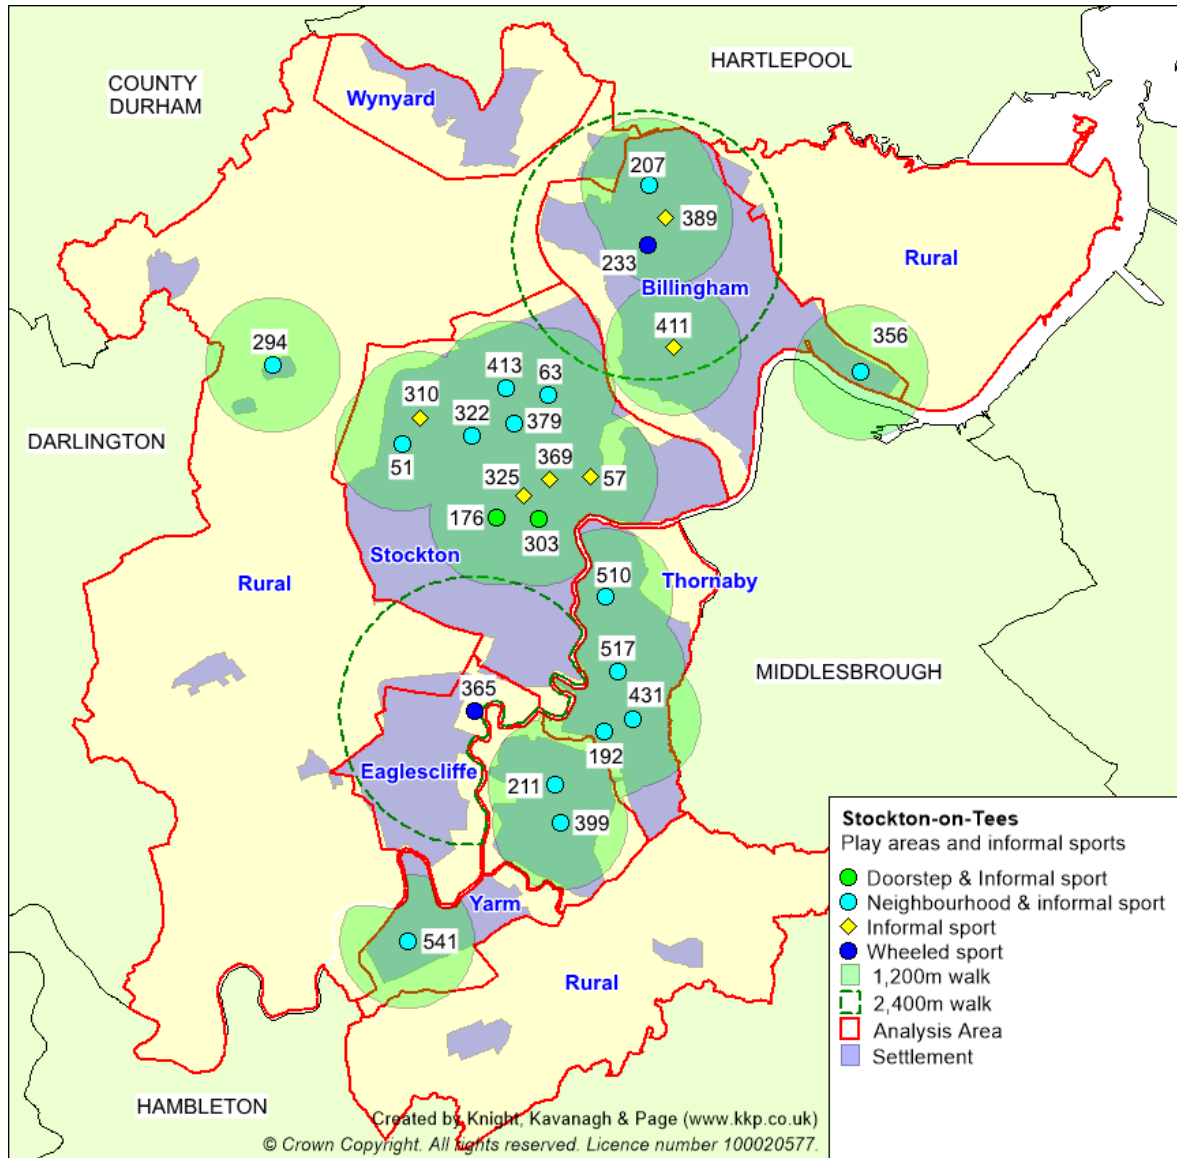 HARTLEPOOL
COUNTY
DURHAM
Wynyard
207
389
233
Rural
Billingham
411
356
294
413
63
310
322
379
DARLINGTON
51
369
325
57
176
303
Stockton
510
Thornaby
Rural
517
MIDDLESBROUGH
365
431
192
Eaglescliffe
211
399
Yarm
541
Rural
HAMBLETON
Stockton-on-Tees
Play areas and informal sports
Doorstep & Informal sport
Neighbourhood & informal sport
Informal sport
Wheeled sport
1,200m walk
2,400m walk
Analysis Area
Settlement
Created by Knight, Kavanagh & Page (www.kkp.co.uk)
© Crown Copyright. All rights reserved. Licence number 100020577.